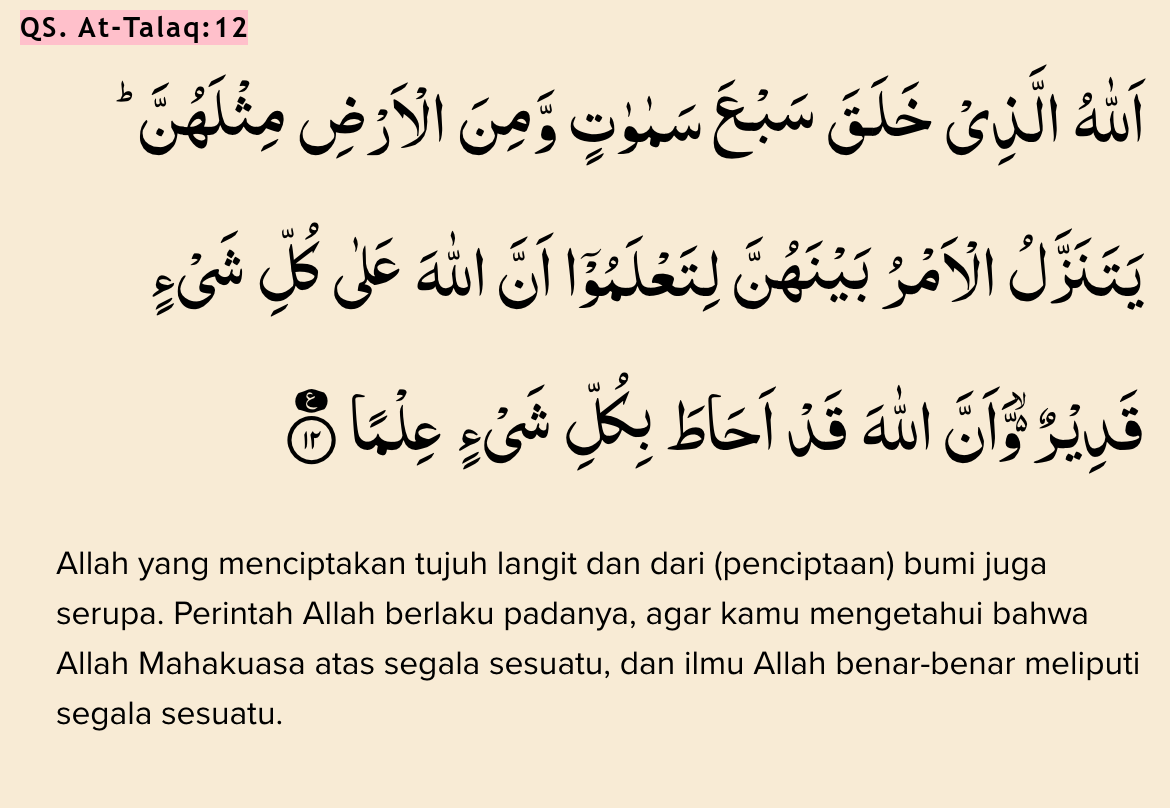 QS. At-Talaq:12
اَللّٰهُ الَّذِيْ خَلَقَ سَبْعَ سَمٰوٰتٍ وَّمِنَ الْاَرْضِ مِثْلَهُنَّ ۗ
يَتَنَزَّلُ الْاَمْرُ بَيْنَهُنَّ لِتَعْلَمُوْٓا اَنَّ اللّٰهَ عَلٰى كُلِّ شَيْءٍ
قَدِيْرٌ ەۙ وَّاَنَّ اللّٰهَ قَدْ اَحَاطَ بِكُلِّ شَيْءٍ عِلْمًا ࣖ ١٢
Allah yang menciptakan tujuh langit dan dari (penciptaan) bumi juga
serupa. Perintah Allah berlaku padanya, agar kamu mengetahui bahwa
Allah Mahakuasa atas segala sesuatu, dan ilmu Allah benar-benar meliputi
segala sesuatu.